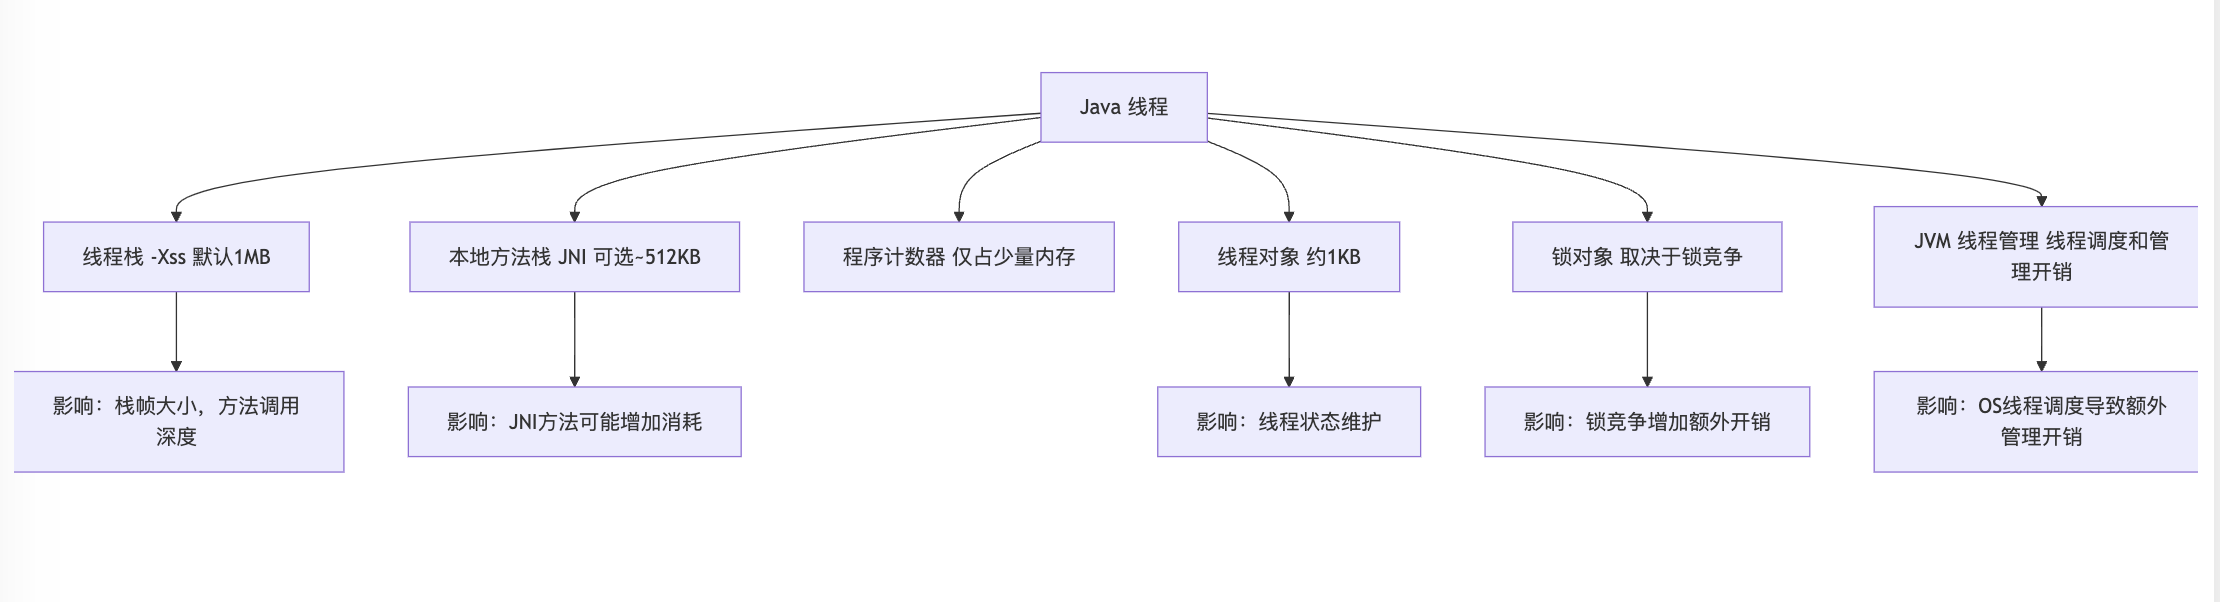 Java 线程
线程栈 -Xss 默认1MB
本地方法栈 JNI 可选~512KB
程序计数器 仅占少量内存
线程对象 约1KB
锁对象 取决于锁竞争
JVM 线程管理 线程调度和管
理开销
影响：栈帧大小，方法调用
深度
影响：JNI方法可能增加消耗
影响：线程状态维护
影响：锁竞争增加额外开销
影响：OS线程调度导致额外
管理开销